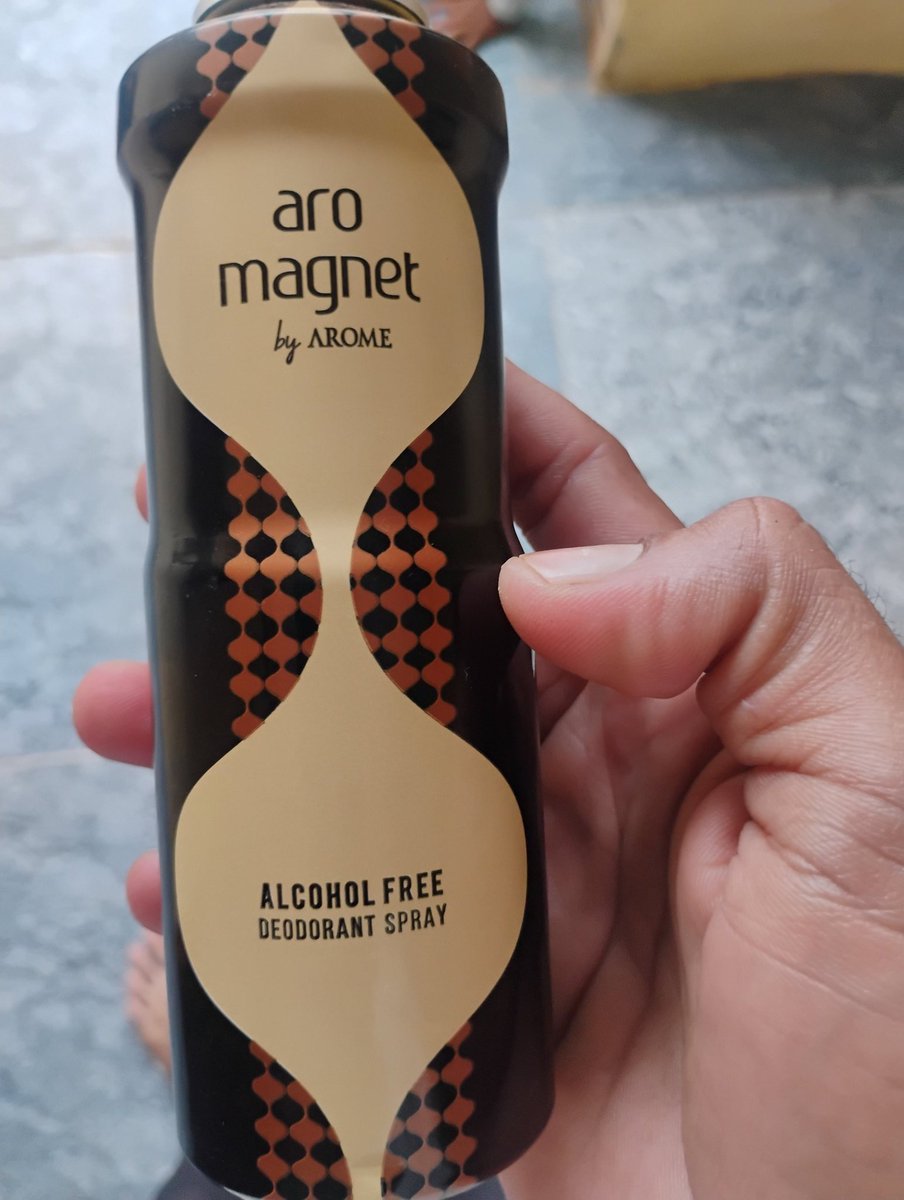 aro
magnet
by AROME
ALCOHOL FREE
DEODORANT SPRAY